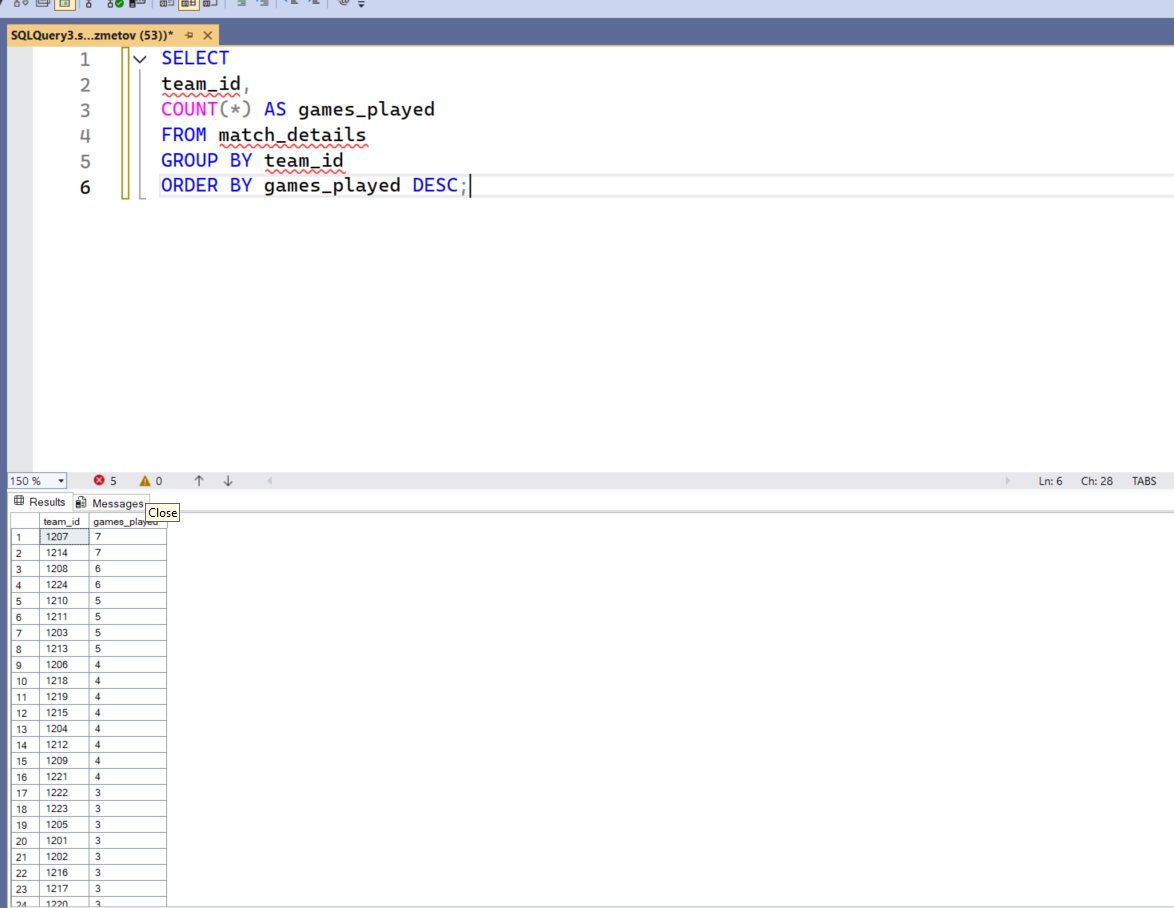 SQLQuery3.s...zmetov (53))*
1 SELECT
2 team_id,
3 COUNT(*) AS games_played
4 FROM match_details
5 GROUP BY team_id
6 ORDER BY games_played DESC;
150 % 5 0 Ln: 6 Ch: 28 TABS
Results Messages
Close
team_id games_played
1 1207 7
2 1214 7
3 1208 6
4 1224 6
5 1210 5
6 1211 5
7 1203 5
8 1213 5
9 1206 4
10 1218 4
11 1219 4
12 1215 4
13 1204 4
14 1212 4
15 1209 4
16 1221 4
17 1222 3
18 1223 3
19 1205 3
20 1201 3
21 1202 3
22 1216 3
23 1217 3
24 1220 3